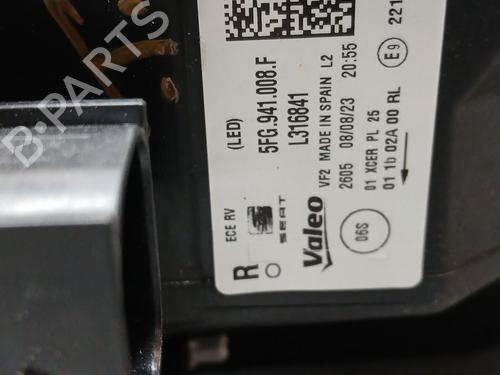 (LED)
5FG.941.008.F
L316841
VF2 MADE IN SPAIN L2
2605 08/08/23 20:55
01 XCER PL 25
01 1b 02A 00 RL
E9
221
ECE RV
R
SEAT
Valeo
06S
B-PARTS